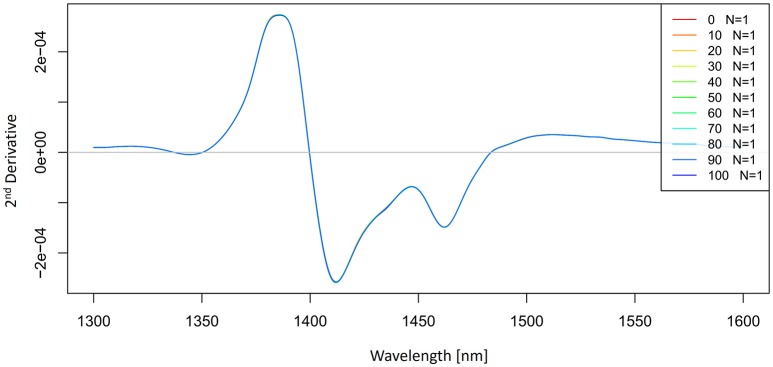 2nd Derivative
2e−04
0e+00
−2e−04
0 N=1
10 N=1
20 N=1
30 N=1
40 N=1
50 N=1
60 N=1
70 N=1
80 N=1
90 N=1
100 N=1
1300 1350 1400 1450 1500 1550 1600
Wavelength [nm]